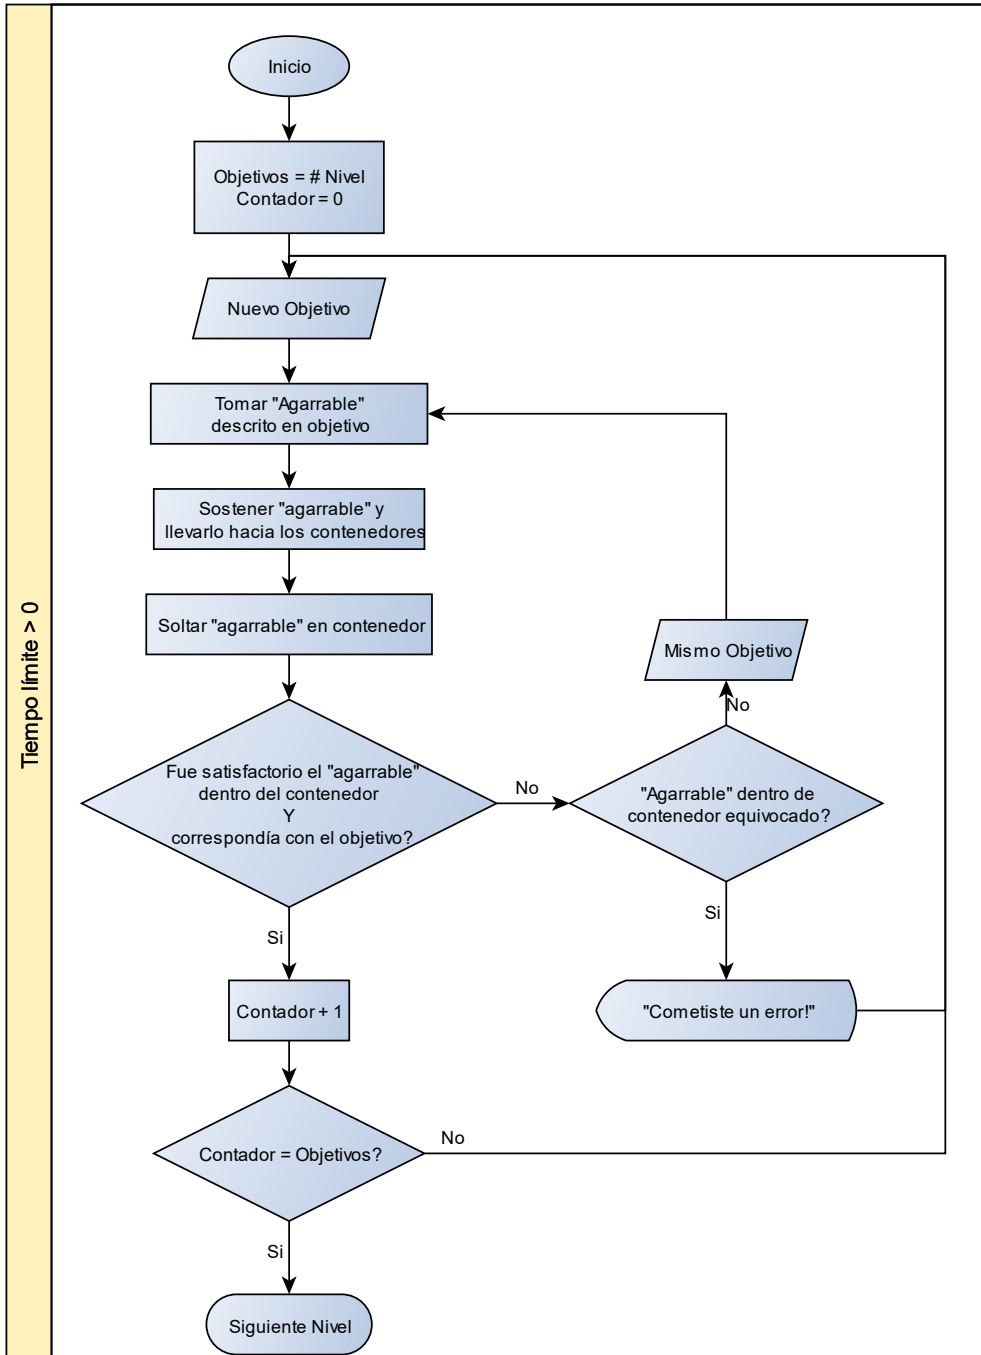 Tiempo límite > 0
Inicio
Objetivos = # Nivel
Contador = 0
Nuevo Objetivo
Tomar "Agarrable"
descrito en objetivo
Sostener "agarrable" y
llevarlo hacia los contenedores
Soltar "agarrable" en contenedor
Mismo Objetivo
No
Fue satisfactorio el "agarrable"
dentro del contenedor
Y
correspondía con el objetivo?
No
"Agarrable" dentro de
contenedor equivocado?
Si
Si
Contador + 1
"Cometiste un error!"
Contador = Objetivos?
No
Si
Siguiente Nivel